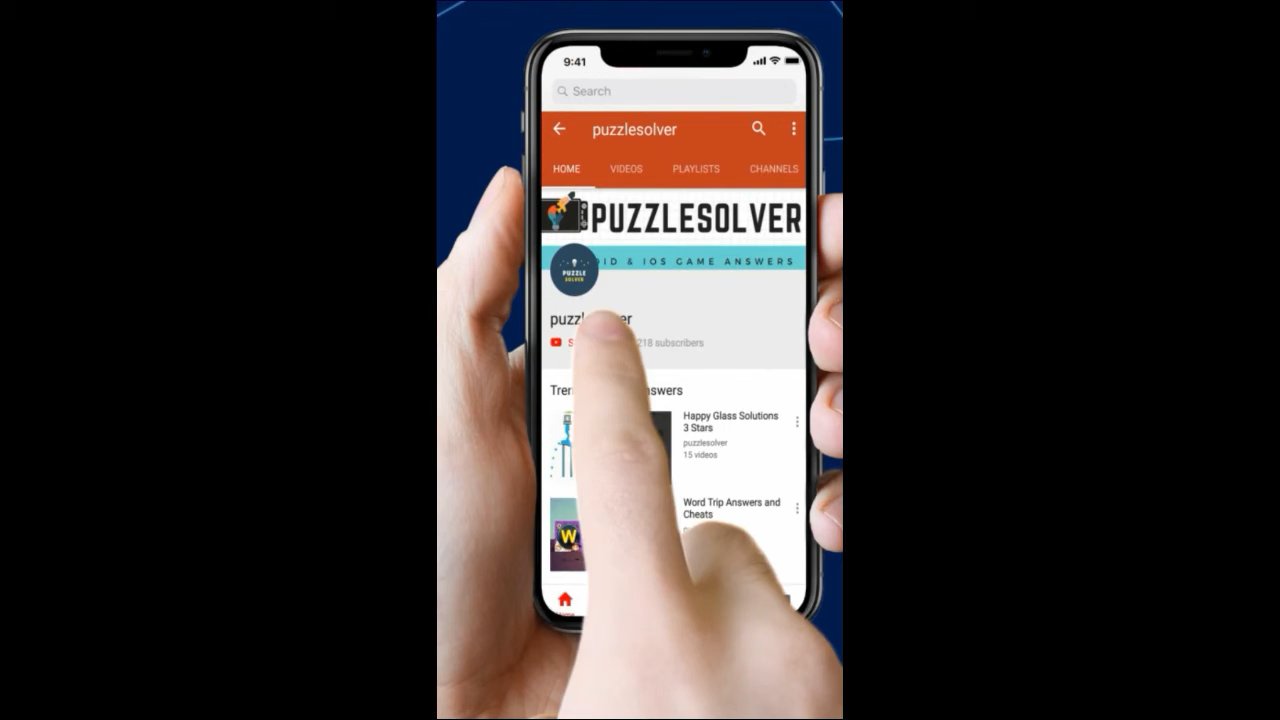 9:41
Search
puzzlesolver
HOME VIDEOS PLAYLISTS CHANNELS
PUZZLESOLVER
& IOS GAME ANSWERS
PUZZLE
SOLVER
218 subscribers
Happy Glass Solutions
3 Stars
puzzlesolver
15 videos
Word Trip Answers and
Cheats
W